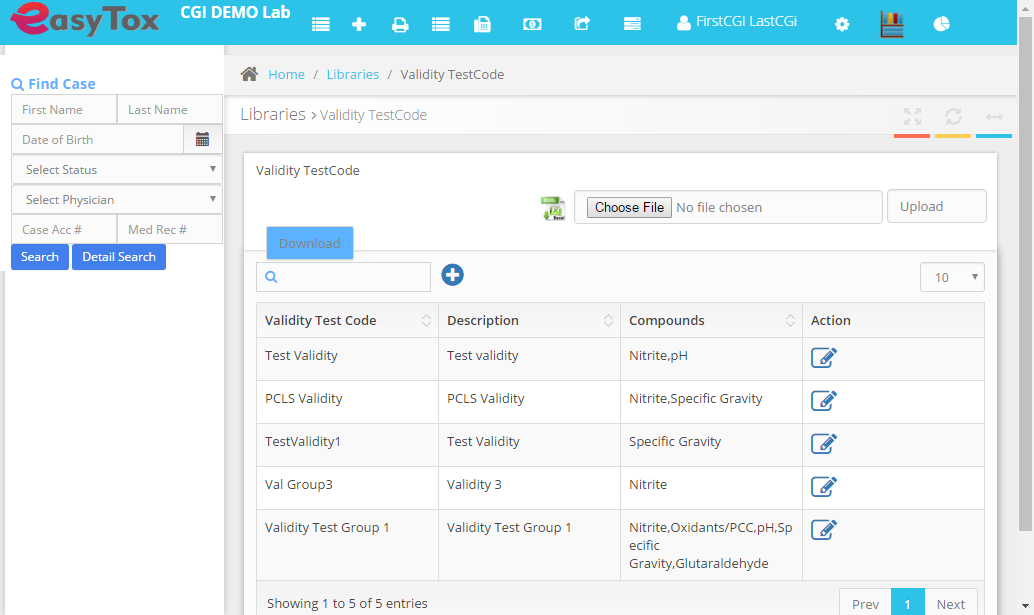 easyTox
CGI DEMO Lab
FirstCGI LastCGi
Find Case
First Name Last Name
Date of Birth
Select Status
Select Physician
Case Acc # Med Rec #
Search Detail Search
Home / Libraries / Validity TestCode
Libraries > Validity TestCode
Validity TestCode
Choose File No file chosen Upload
Download
10
Validity Test Code Description Compounds Action
Test Validity Test validity Nitrite,pH
PCLS Validity PCLS Validity Nitrite,Specific Gravity
TestValidity1 Test Validity Specific Gravity
Val Group3 Validity 3 Nitrite
Validity Test Group 1 Validity Test Group 1 Nitrite,Oxidants/PCC,pH,Sp
ecific
Gravity,Glutaraldehyde
Showing 1 to 5 of 5 entries
Prev 1 Next